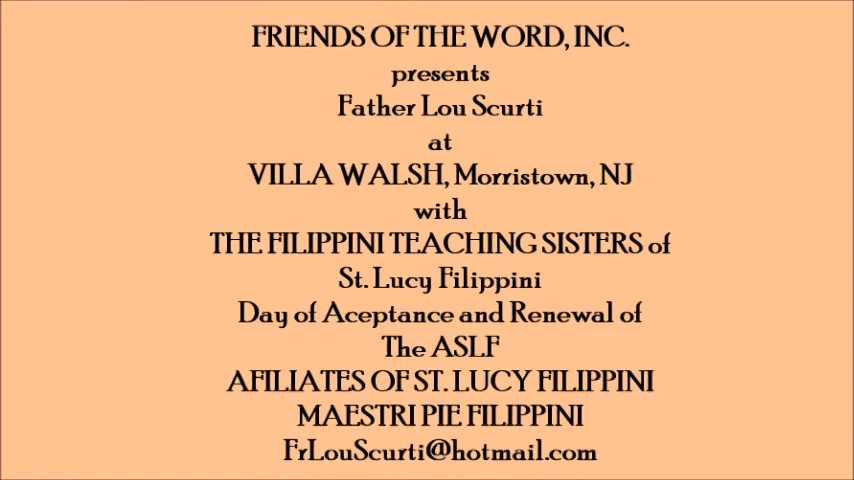 FRIENDS OF THE WORD, INC.
presents
Father Lou Scurti
at
VILLA WALSH, Morristown, NJ
with
THE FILIPPINI TEACHING SISTERS of
St. Lucy Filippini
Day of Aceptance and Renewal of
The ASLF
AFILIATES OF ST. LUCY FILIPPINI
MAESTRI PIE FILIPPINI
FrLouScurti@hotmail.com